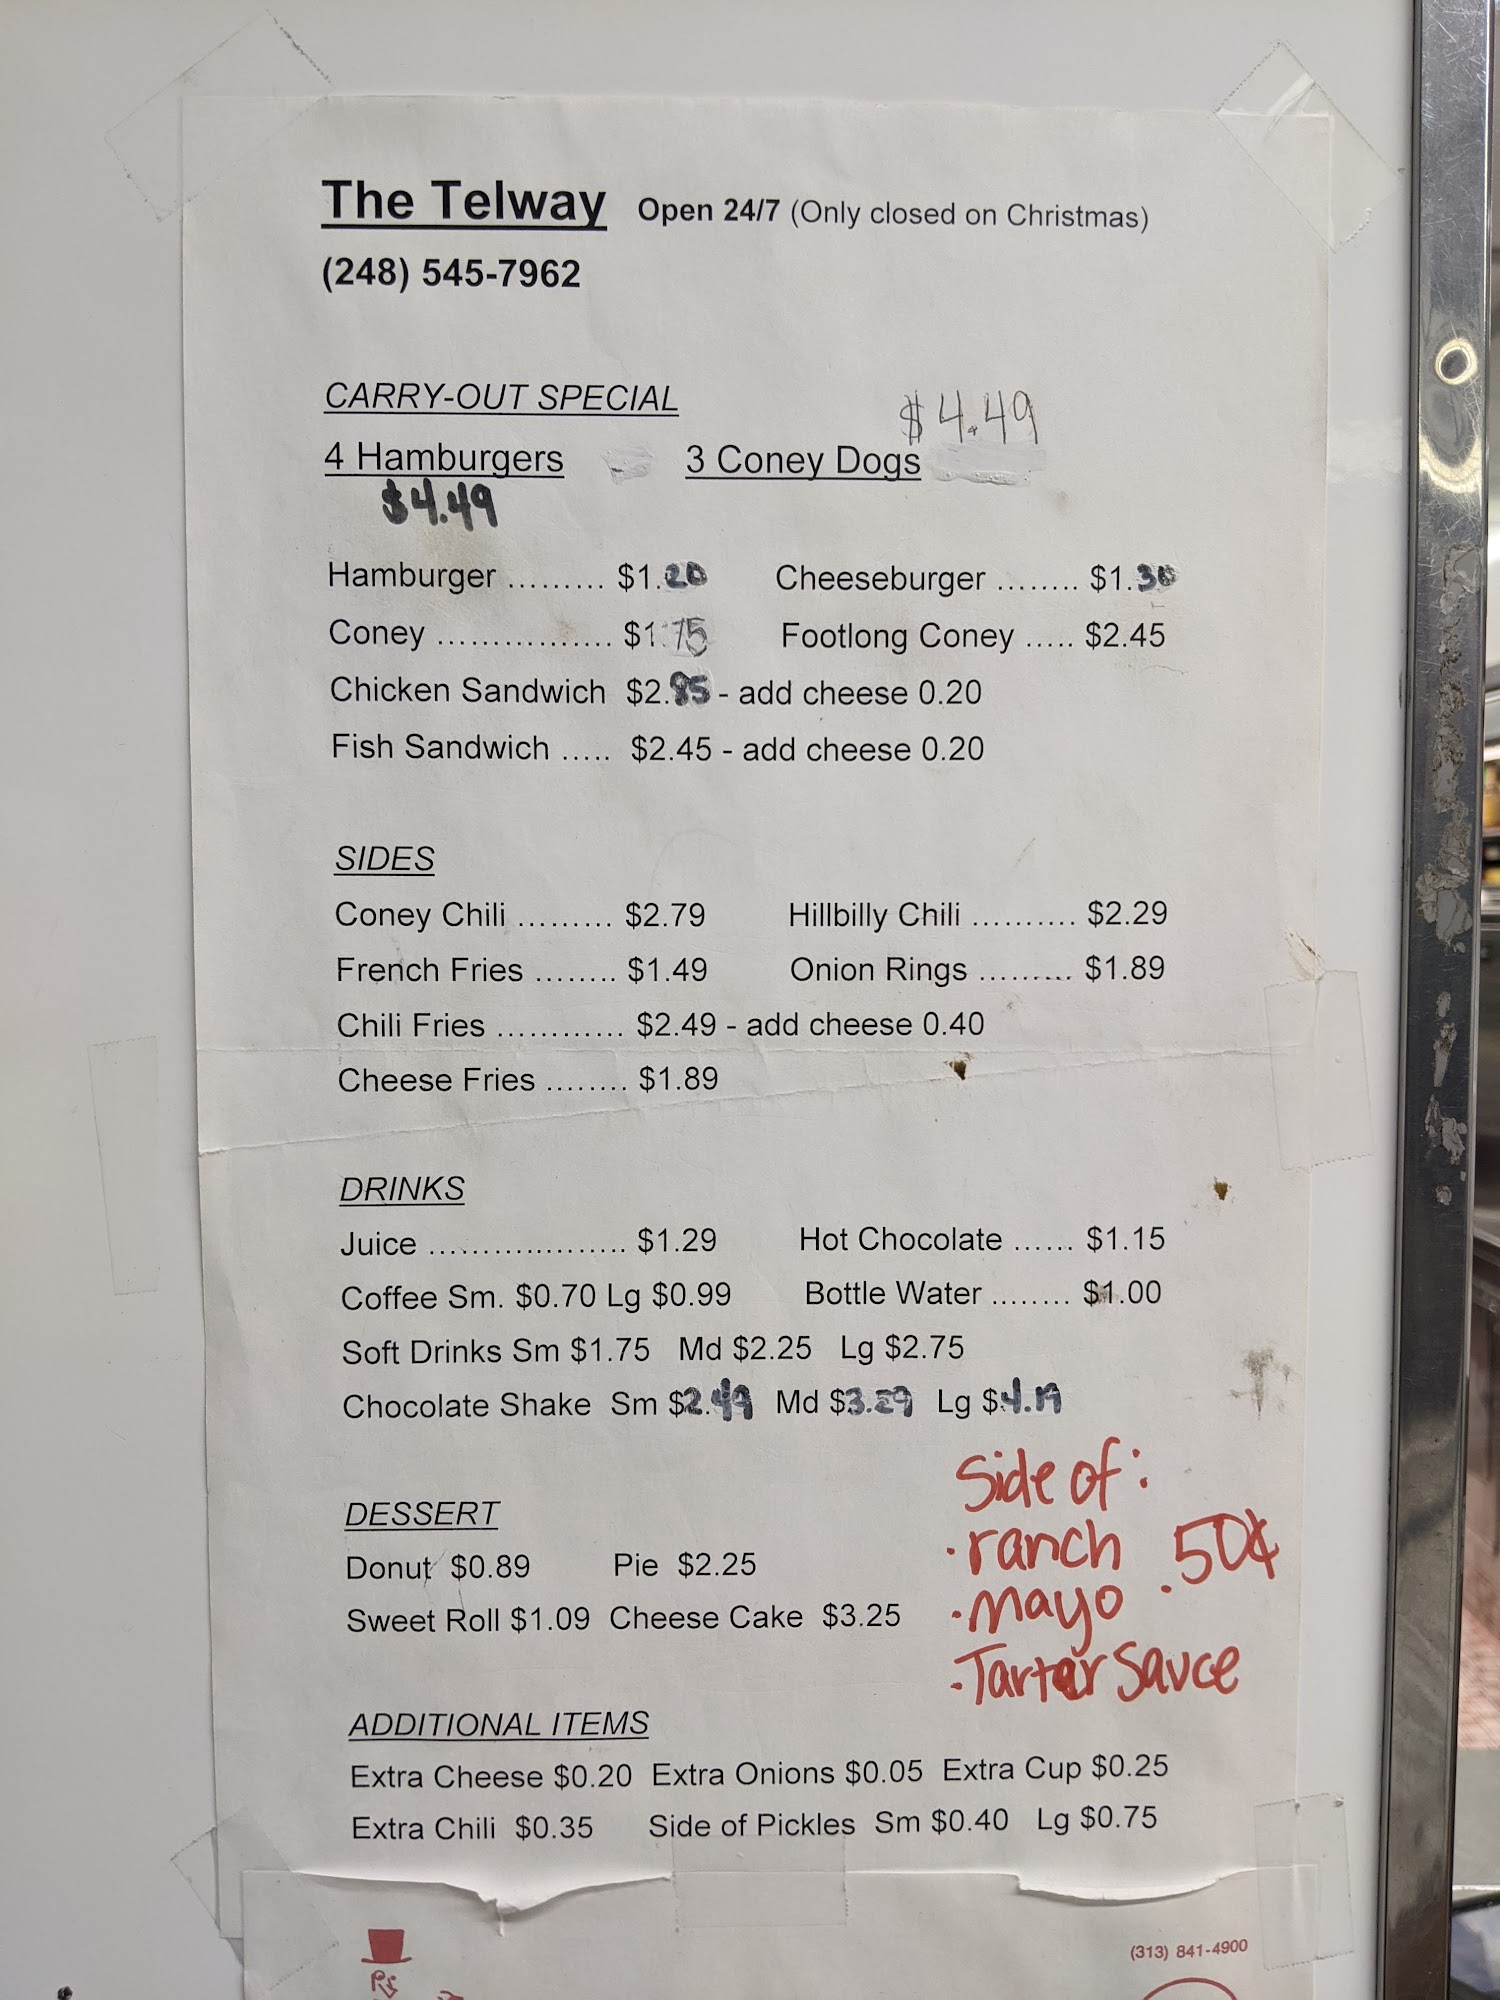 The Telway Open 24/7 (Only closed on Christmas)
(248) 545-7962
CARRY-OUT SPECIAL
$4.49
4 Hamburgers 3 Coney Dogs
$4.49
Hamburger ......... $1.20 Cheeseburger ........ $1.30
Coney ................ $1.75 Footlong Coney ..... $2.45
Chicken Sandwich $2.95 - add cheese 0.20
Fish Sandwich ..... $2.45 - add cheese 0.20
SIDES
Coney Chili ......... $2.79 Hillbilly Chili .......... $2.29
French Fries ........ $1.49 Onion Rings ......... $1.89
Chili Fries ............ $2.49 - add cheese 0.40
Cheese Fries ........ $1.89
DRINKS
Juice ................... $1.29 Hot Chocolate ...... $1.15
Coffee Sm. $0.70 Lg $0.99 Bottle Water ........ $1.00
Soft Drinks Sm $1.75 Md $2.25 Lg $2.75
Chocolate Shake Sm $2.49 Md $3.29 Lg $4.19
Side of:
DESSERT
· ranch .50¢
Donut $0.89 Pie $2.25
· mayo
Sweet Roll $1.09 Cheese Cake $3.25
· Tarter Sauce
ADDITIONAL ITEMS
Extra Cheese $0.20 Extra Onions $0.05 Extra Cup $0.25
Extra Chili $0.35 Side of Pickles Sm $0.40 Lg $0.75
(313) 841-4900